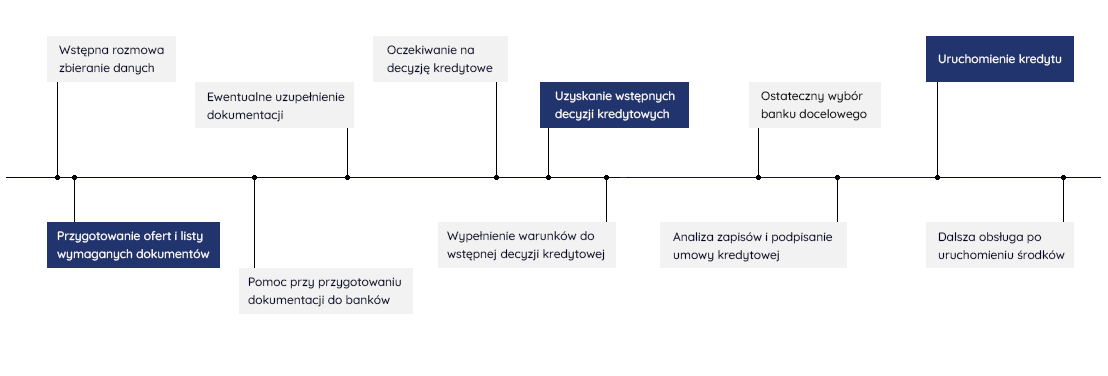 Wstępna rozmowa
zbieranie danych
Przygotowanie ofert i listy
wymaganych dokumentów
Pomoc przy przygotowaniu
dokumentacji do banków
Ewentualne uzupełnienie
dokumentacji
Oczekiwanie na
decyzję kredytowe
Uzyskanie wstępnych
decyzji kredytowych
Wypełnienie warunków do
wstępnej decyzji kredytowej
Ostateczny wybór
banku docelowego
Analiza zapisów i podpisanie
umowy kredytowej
Uruchomienie kredytu
Dalsza obsługa po
uruchomieniu środków